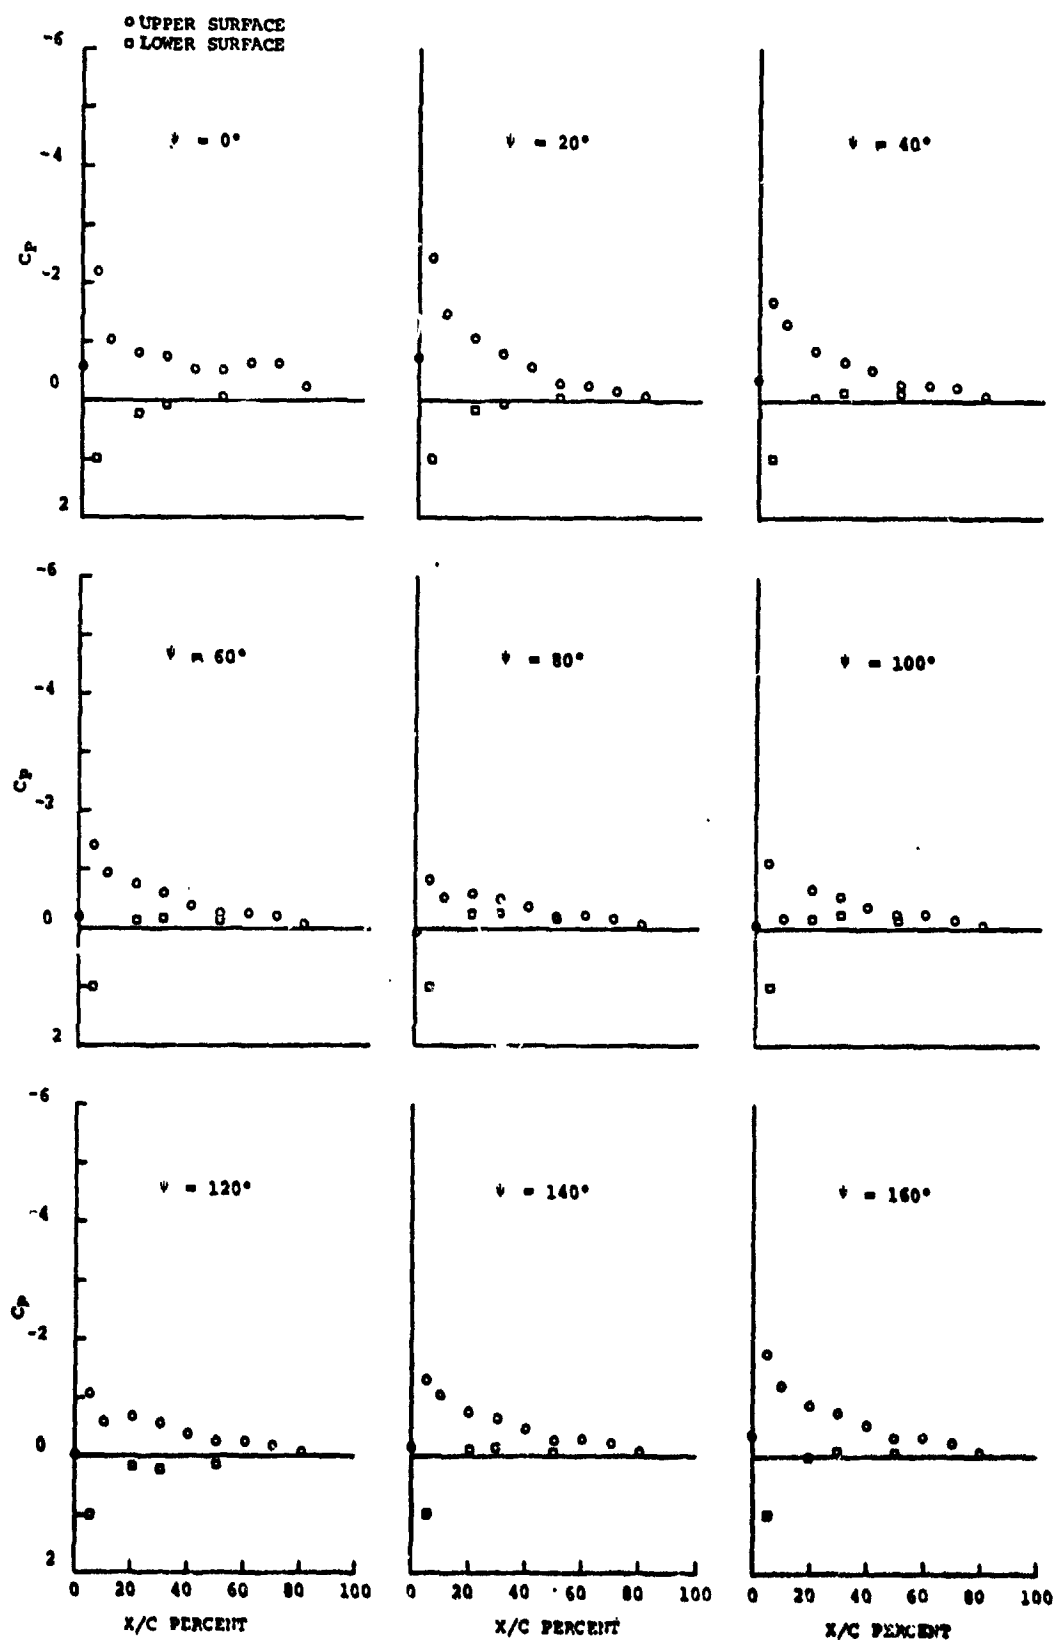 ○ UPPER SURFACE
□ LOWER SURFACE
-6
-4
-2
0
2
Cp
ψ = 0°
ψ = 20°
ψ = 40°
-6
-4
-2
0
2
Cp
ψ = 60°
ψ = 80°
ψ = 100°
-6
-4
-2
0
2
Cp
ψ = 120°
ψ = 140°
ψ = 160°
0 20 40 60 80 100
0 20 40 60 80 100
0 20 40 60 80 100
X/C PERCENT
X/C PERCENT
X/C PERCENT